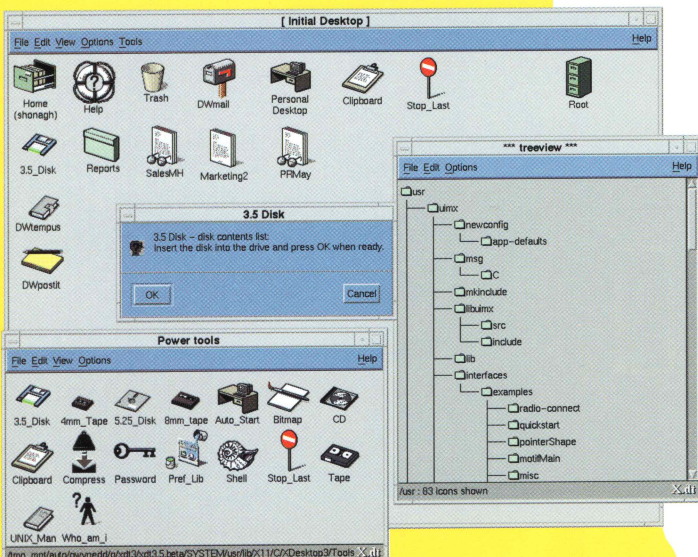 [ Initial Desktop ]
File Edit View Options Tools Help
Home
(shonagh)
Help
Trash
DWmail
Personal
Desktop
Clipboard
Stop_Last
Root
3.5_Disk
Reports
SalesMH
Marketing2
PRMay
DWtempus
DWpostit
3.5 Disk
3.5 Disk – disk contents list:
Insert the disk into the drive and press OK when ready.
OK Cancel
*** treeview ***
File Edit Options Help
usr
uimx
newconfig
app-defaults
msg
C
mkinclude
libuimx
src
include
lib
interfaces
examples
radio-connect
quickstart
pointerShape
motifMain
misc
/usr : 83 icons shown X.dt
Power tools
File Edit View Options Help
3.5_Disk 4mm_Tape 5.25_Disk 8mm_tape Auto_Start Bitmap CD
Clipboard Compress Password Pref_Lib Shell Stop_Last Tape
UNIX_Man Who_am_i
X.dt